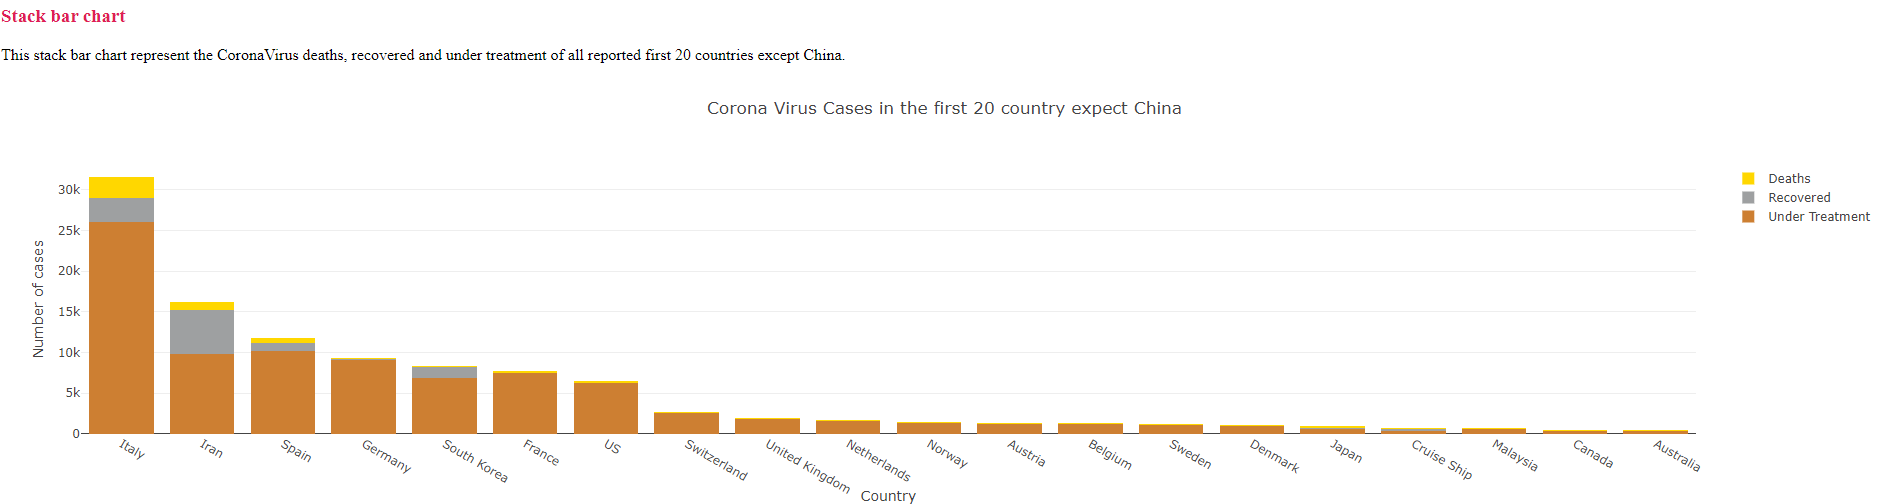 Stack bar chart
This stack bar chart represent the CoronaVirus deaths, recovered and under treatment of all reported first 20 countries except China.
Corona Virus Cases in the first 20 country expect China
Deaths
Recovered
Under Treatment
Number of cases
30k
25k
20k
15k
10k
5k
0
Italy
Iran
Spain
Germany
South Korea
France
US
Switzerland
United Kingdom
Netherlands
Norway
Austria
Belgium
Sweden
Denmark
Japan
Cruise Ship
Malaysia
Canada
Australia
Country